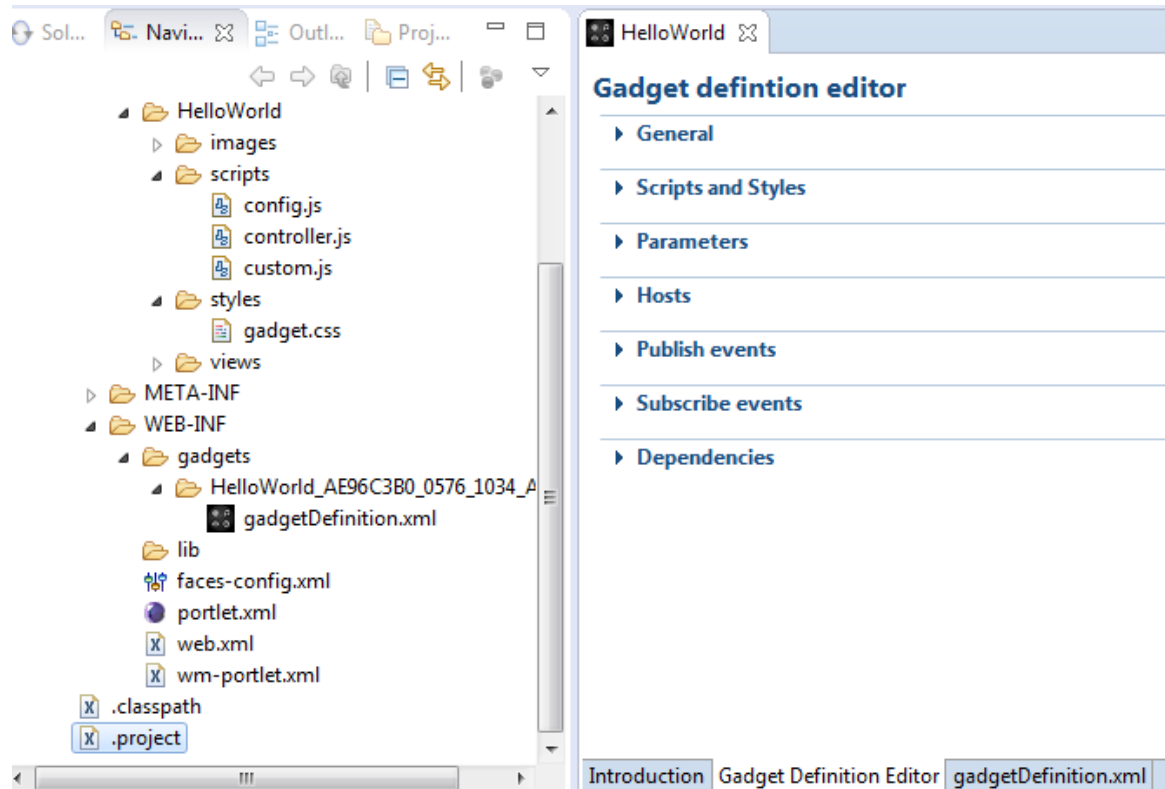 Sol...
Navi...
Outl...
Proj...
HelloWorld
images
scripts
config.js
controller.js
custom.js
styles
gadget.css
views
META-INF
WEB-INF
gadgets
HelloWorld_AE96C3B0_0576_1034_A
gadgetDefinition.xml
lib
faces-config.xml
portlet.xml
web.xml
wm-portlet.xml
.classpath
.project
HelloWorld
Gadget defintion editor
General
Scripts and Styles
Parameters
Hosts
Publish events
Subscribe events
Dependencies
Introduction
Gadget Definition Editor
gadgetDefinition.xml